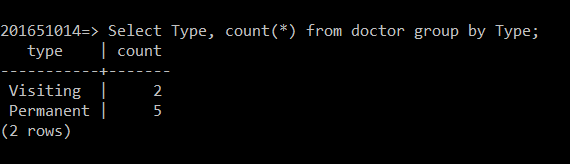 201651014=> Select Type, count(*) from doctor group by Type;
   type    | count
-----------+-------
 Visiting  |     2
 Permanent |     5
(2 rows)